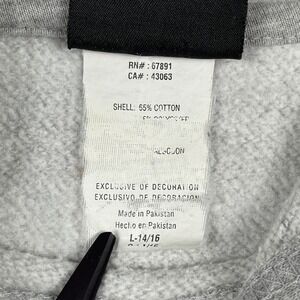 RN# : 67891
CA# : 43063
SHELL: 55% COTTON
EXCLUSIVE OF DECORATION
EXCLUSIVO DE DECORACION
Made in Pakistan
Hecho en Pakistan
L-14/16